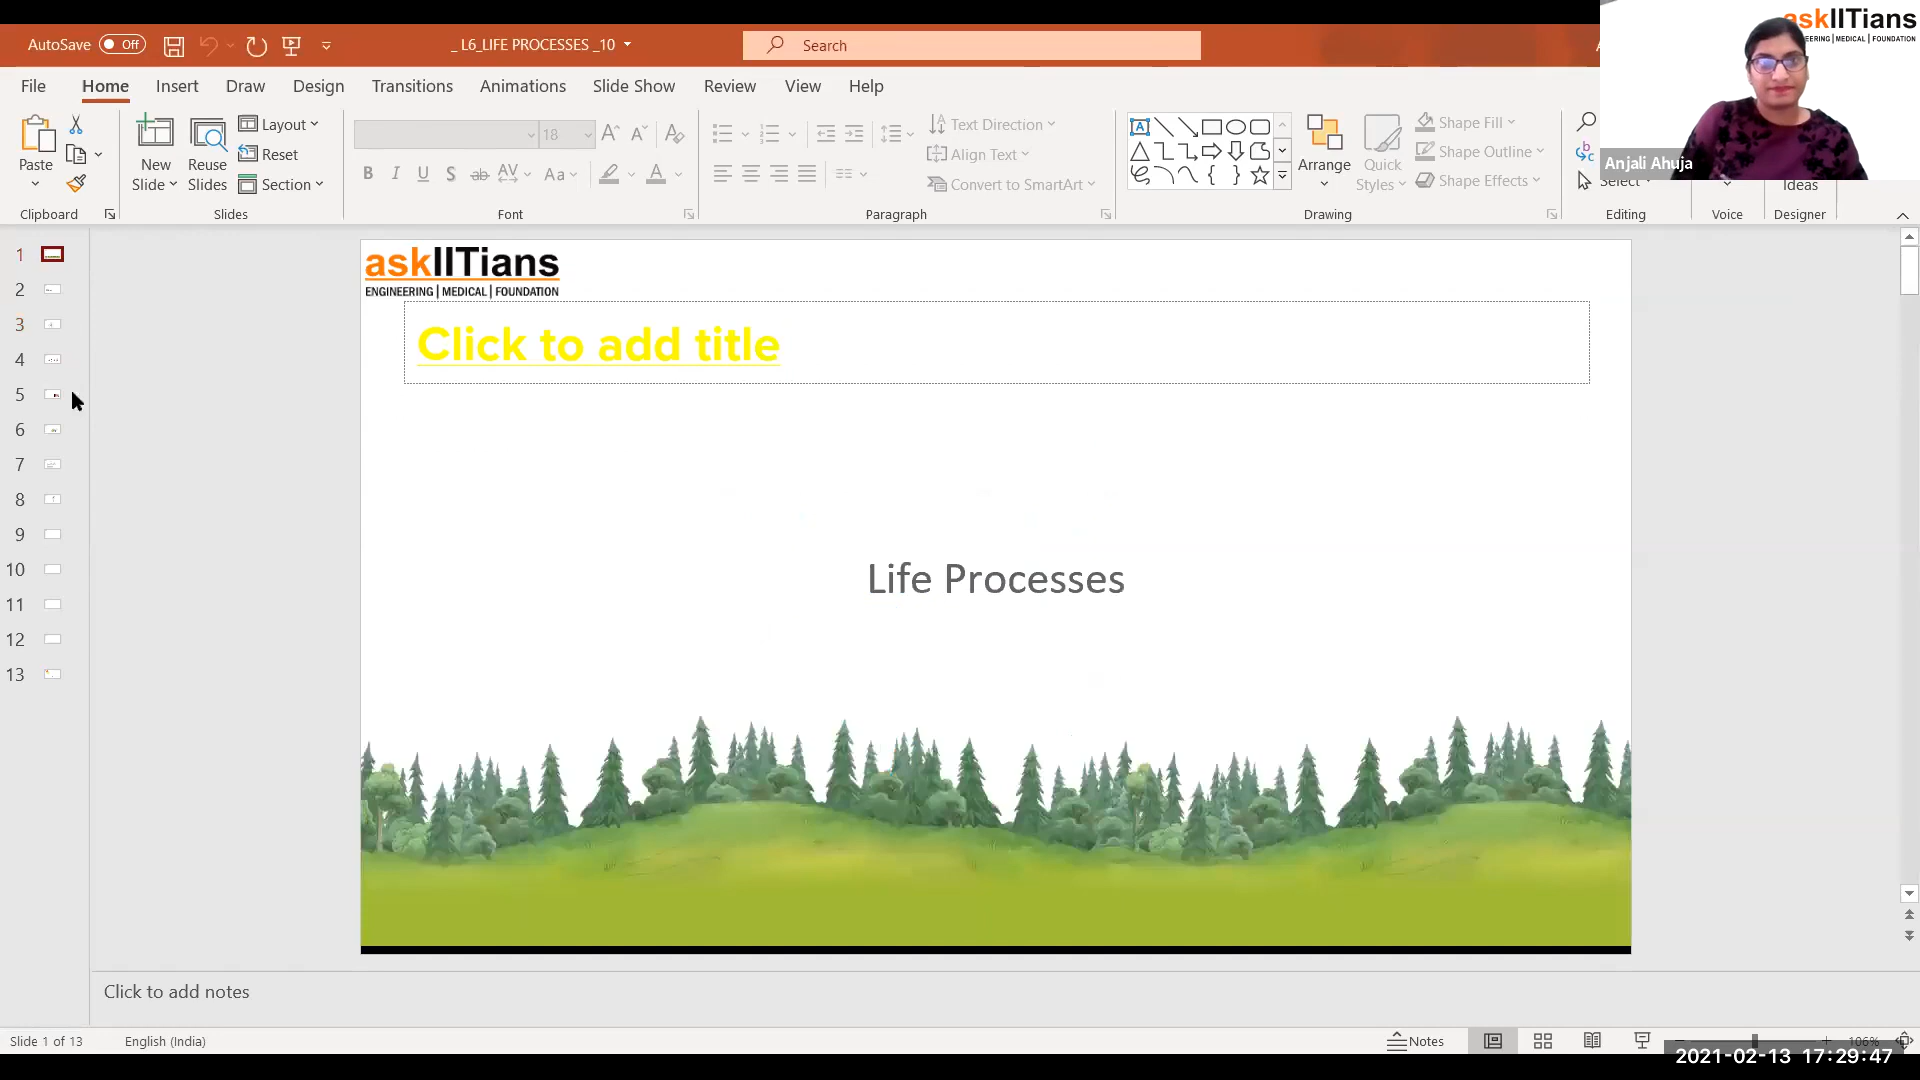 AutoSave Off
_ L6_LIFE PROCESSES _10
Search
askIITians
ENGINEERING | MEDICAL | FOUNDATION
Anjali Ahuja
File Home Insert Draw Design Transitions Animations Slide Show Review View Help
Paste
Clipboard
New Slide
Reuse Slides
Layout
Reset
Section
Slides
18
B I U S ab AV Aa A
Font
Text Direction
Align Text
Convert to SmartArt
Paragraph
Arrange
Quick Styles
Shape Fill
Shape Outline
Shape Effects
Drawing
Select
Editing
Voice
Ideas
Designer
1
2
3
4
5
6
7
8
9
10
11
12
13
askIITians
ENGINEERING | MEDICAL | FOUNDATION
Click to add title
Life Processes
Click to add notes
Slide 1 of 13
English (India)
Notes
106%
2021-02-13 17:29:47